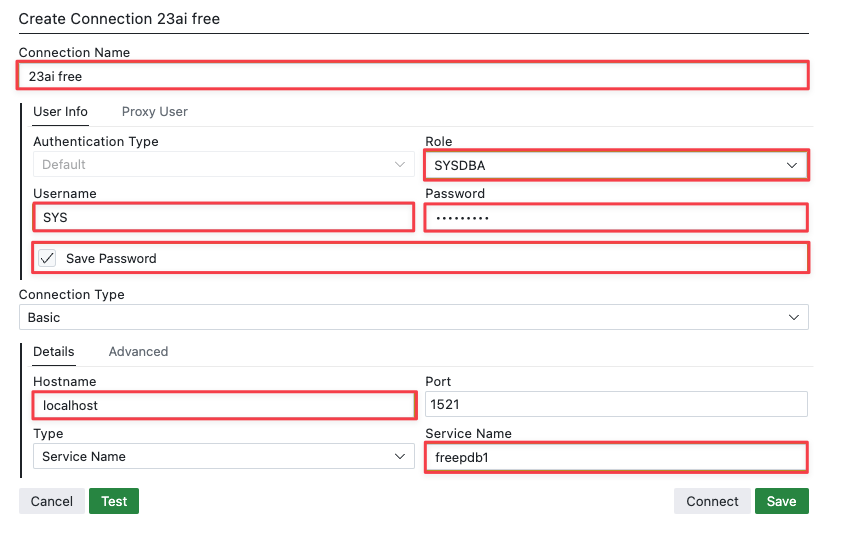 Create Connection 23ai free
Connection Name
23ai free
User Info Proxy User
Authentication Type Role
Default SYSDBA
Username Password
SYS •••••••••
Save Password
Connection Type
Basic
Details Advanced
Hostname Port
localhost 1521
Type Service Name
Service Name freepdb1
Cancel Test Connect Save